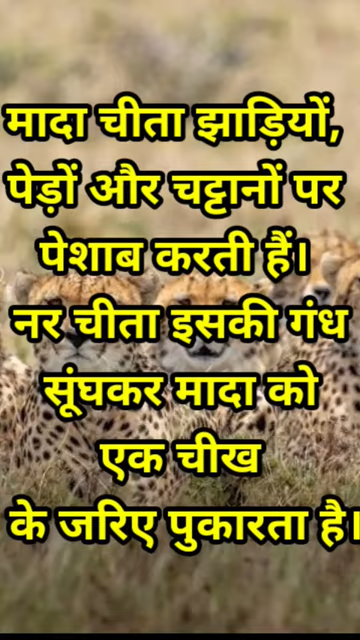 मादा चीता झाड़ियों,
पेड़ों और चट्टानों पर
पेशाब करती हैं।
नर चीता इसकी गंध
सूंघकर मादा को
एक चीख
के जरिए पुकारता है।